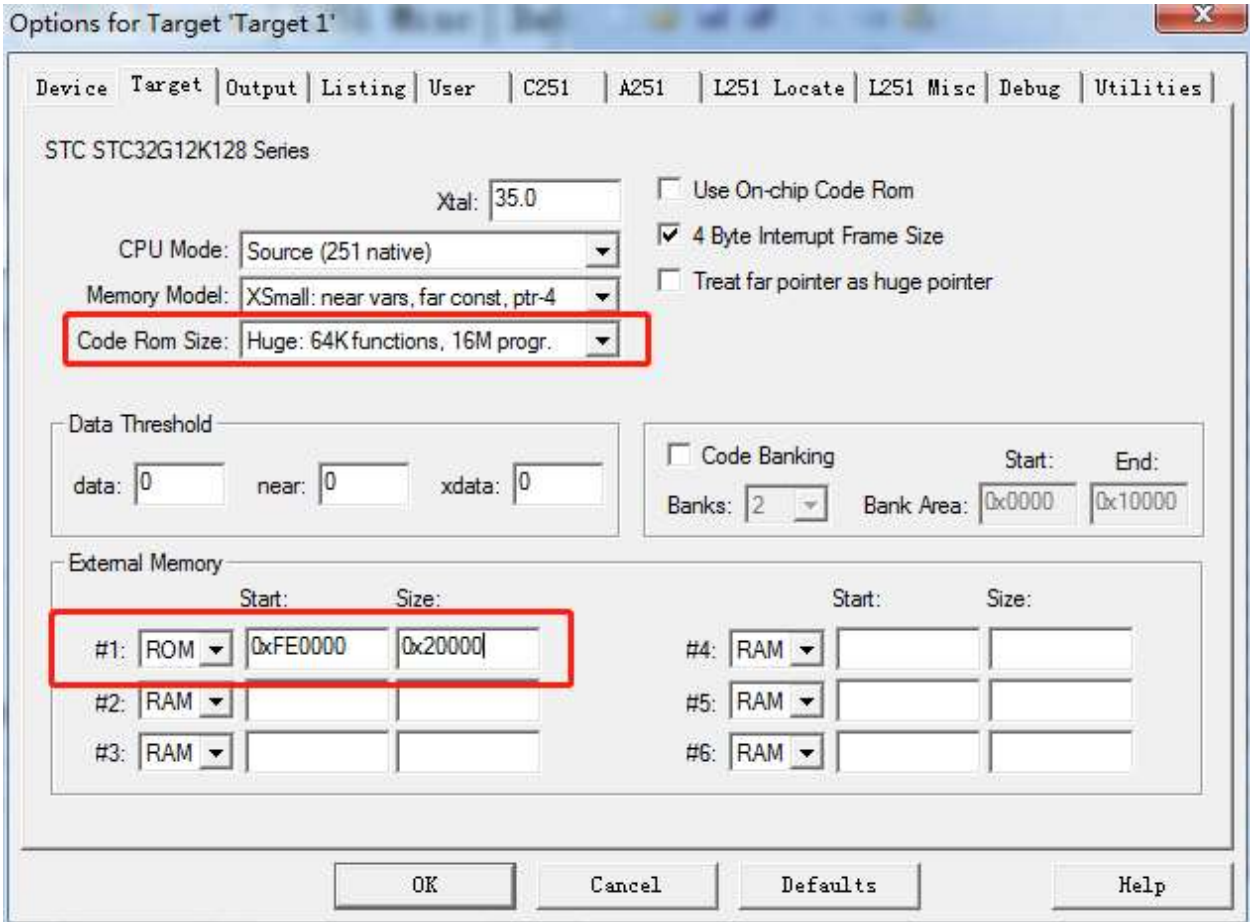 Options for Target 'Target 1'
Device Target Output Listing User C251 A251 L251 Locate L251 Misc Debug Utilities
STC STC32G12K128 Series
Xtal: 35.0
Use On-chip Code Rom
CPU Mode: Source (251 native)
4 Byte Interrupt Frame Size
Memory Model: XSmall: near vars, far const, ptr-4
Treat far pointer as huge pointer
Code Rom Size: Huge: 64K functions, 16M progr.
Data Threshold
data: 0 near: 0 xdata: 0
Code Banking Start: End:
Banks: 2 Bank Area: 0x0000 0x10000
External Memory
Start: Size: Start: Size:
#1: ROM 0xFE0000 0x20000 #4: RAM
#2: RAM #5: RAM
#3: RAM #6: RAM
OK Cancel Defaults Help